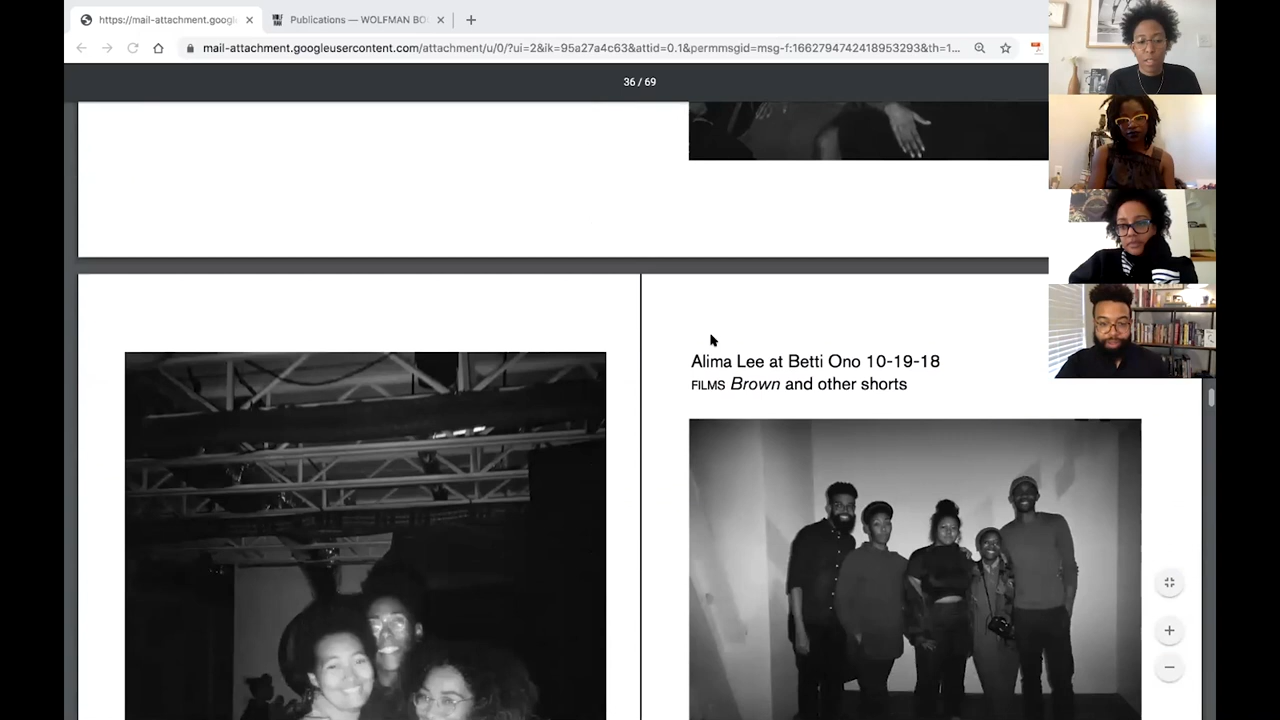 https://mail-attachment.googl
Publications — WOLFMAN BO
mail-attachment.googleusercontent.com/attachment/u/0/?ui=2&ik=95a27a4c63&attid=0.1&permmsgid=msg-f:1662794742418953293&th=1...
36 / 69
Alima Lee at Betti Ono 10-19-18
FILMS Brown and other shorts